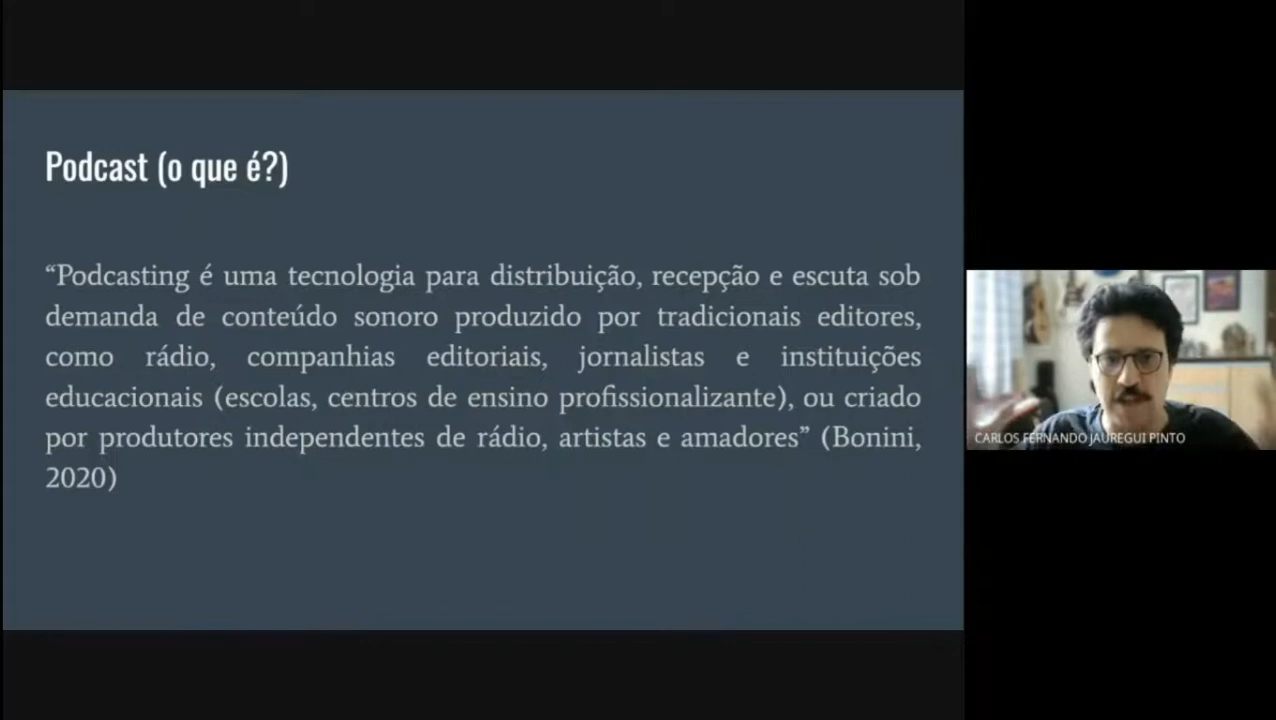 Podcast (o que é?)
“Podcasting é uma tecnologia para distribuição, recepção e escuta sob
demanda de conteúdo sonoro produzido por tradicionais editores,
como rádio, companhias editoriais, jornalistas e instituições
educacionais (escolas, centros de ensino profissionalizante), ou criado
por produtores independentes de rádio, artistas e amadores” (Bonini,
2020)
CARLOS FERNANDO JAUREGUI PINTO